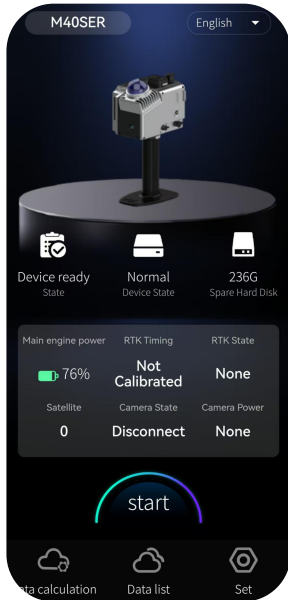 M40SER
English
Device ready
Normal
236G
State
Device State
Spare Hard Disk
Main engine power
RTK Timing
RTK State
76%
Not
Calibrated
None
Satellite
Camera State
Camera Power
0
Disconnect
None
start
ata calculation
Data list
Set